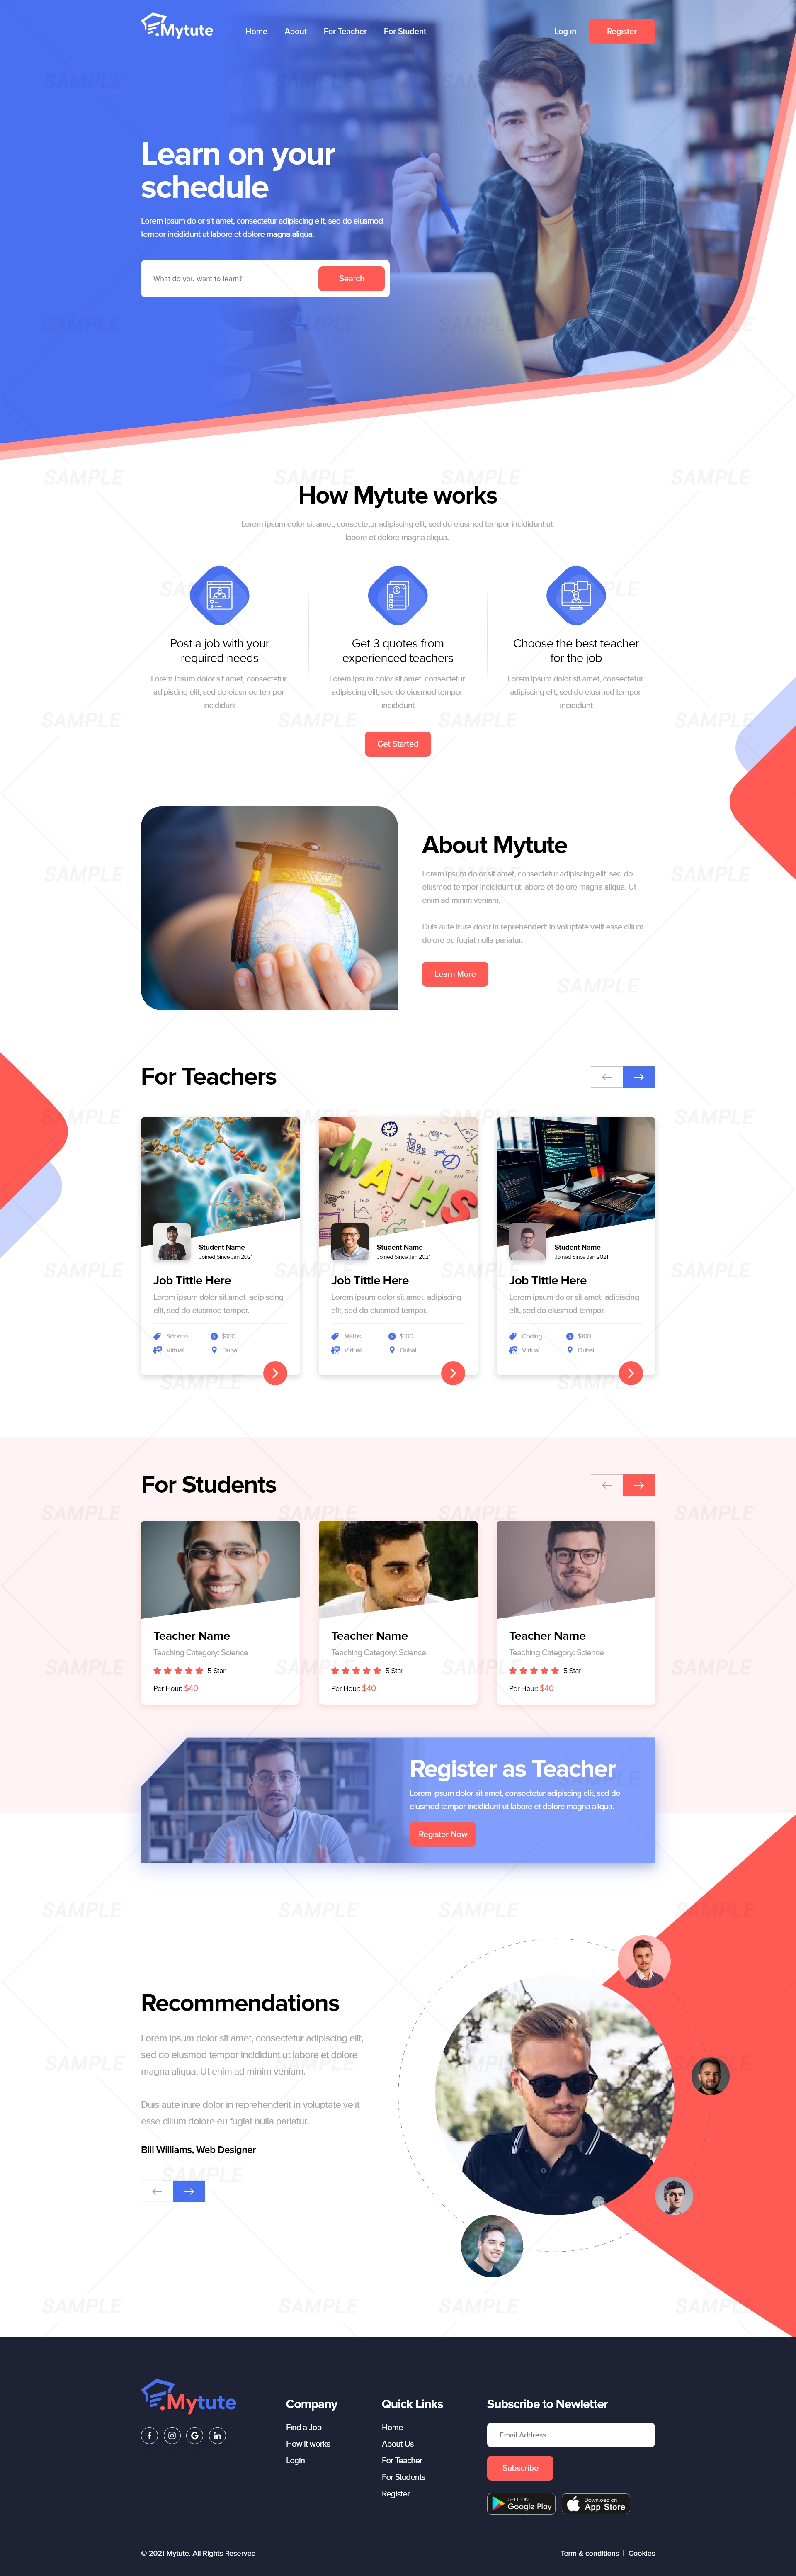 Mytute
Home About For Teacher For Student Log in Register
Learn on your
schedule
Lorem ipsum dolor sit amet, consectetur adipiscing elit, sed do eiusmod
tempor incididunt ut labore et dolore magna aliqua.
What do you want to learn? Search
How Mytute works
Lorem ipsum dolor sit amet, consectetur adipiscing elit, sed do eiusmod tempor incididunt ut
labore et dolore magna aliqua.
Post a job with your
required needs
Lorem ipsum dolor sit amet, consectetur
adipiscing elit, sed do eiusmod tempor
incididunt
Get 3 quotes from
experienced teachers
Lorem ipsum dolor sit amet, consectetur
adipiscing elit, sed do eiusmod tempor
incididunt
Choose the best teacher
for the job
Lorem ipsum dolor sit amet, consectetur
adipiscing elit, sed do eiusmod tempor
incididunt
Get Started
About Mytute
Lorem ipsum dolor sit amet, consectetur adipiscing elit, sed do
eiusmod tempor incididunt ut labore et dolore magna aliqua. Ut
enim ad minim veniam.
Duis aute irure dolor in reprehenderit in voluptate velit esse cillum
dolore eu fugiat nulla pariatur.
Learn More
For Teachers
Student Name
Joined Since Jan 2021
Job Tittle Here
Lorem ipsum dolor sit amet adipiscing
elit, sed do eiusmod tempor.
Science $100
Virtual Dubai
MATHS
Student Name
Joined Since Jan 2021
Job Tittle Here
Lorem ipsum dolor sit amet adipiscing
elit, sed do eiusmod tempor.
Maths $100
Virtual Dubai
Student Name
Joined Since Jan 2021
Job Tittle Here
Lorem ipsum dolor sit amet adipiscing
elit, sed do eiusmod tempor.
Coding $100
Virtual Dubai
For Students
Teacher Name
Teaching Category: Science
5 Star
Per Hour: $40
Teacher Name
Teaching Category: Science
5 Star
Per Hour: $40
Teacher Name
Teaching Category: Science
5 Star
Per Hour: $40
Register as Teacher
Lorem ipsum dolor sit amet, consectetur adipiscing elit, sed do
eiusmod tempor incididunt ut labore et dolore magna aliqua.
Register Now
Recommendations
Lorem ipsum dolor sit amet, consectetur adipiscing elit,
sed do eiusmod tempor incididunt ut labore et dolore
magna aliqua. Ut enim ad minim veniam.
Duis aute irure dolor in reprehenderit in voluptate velit
esse cillum dolore eu fugiat nulla pariatur.
Bill Williams, Web Designer
Mytute
Company
Find a Job
How it works
Login
Quick Links
Home
About Us
For Teacher
For Students
Register
Subscribe to Newletter
Email Address
Subscribe
GET IT ON
Google Play
Download on
App Store
© 2021 Mytute. All Rights Reserved
Term & conditions | Cookies
SAMPLE